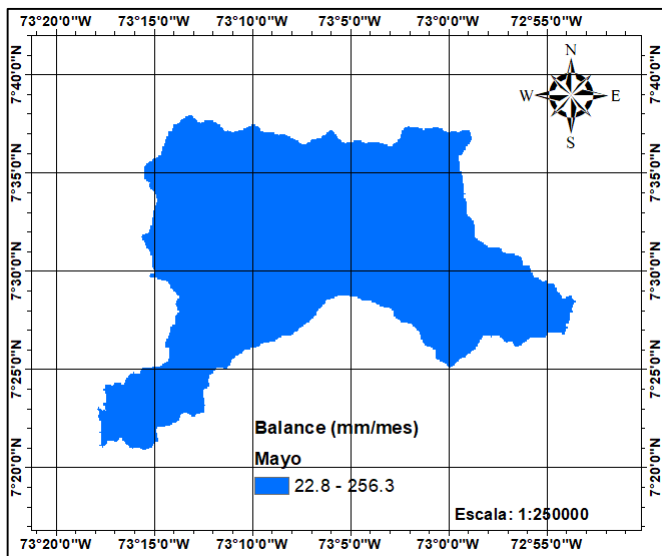 73°20'0"W 73°15'0"W 73°10'0"W 73°5'0"W 73°0'0"W 72°55'0"W
N
W E
S
7°40'0"N 7°40'0"N
7°35'0"N 7°35'0"N
7°30'0"N 7°30'0"N
7°25'0"N 7°25'0"N
7°20'0"N 7°20'0"N
Balance (mm/mes)
Mayo
22.8 - 256.3
Escala: 1:250000
73°20'0"W 73°15'0"W 73°10'0"W 73°5'0"W 73°0'0"W 72°55'0"W